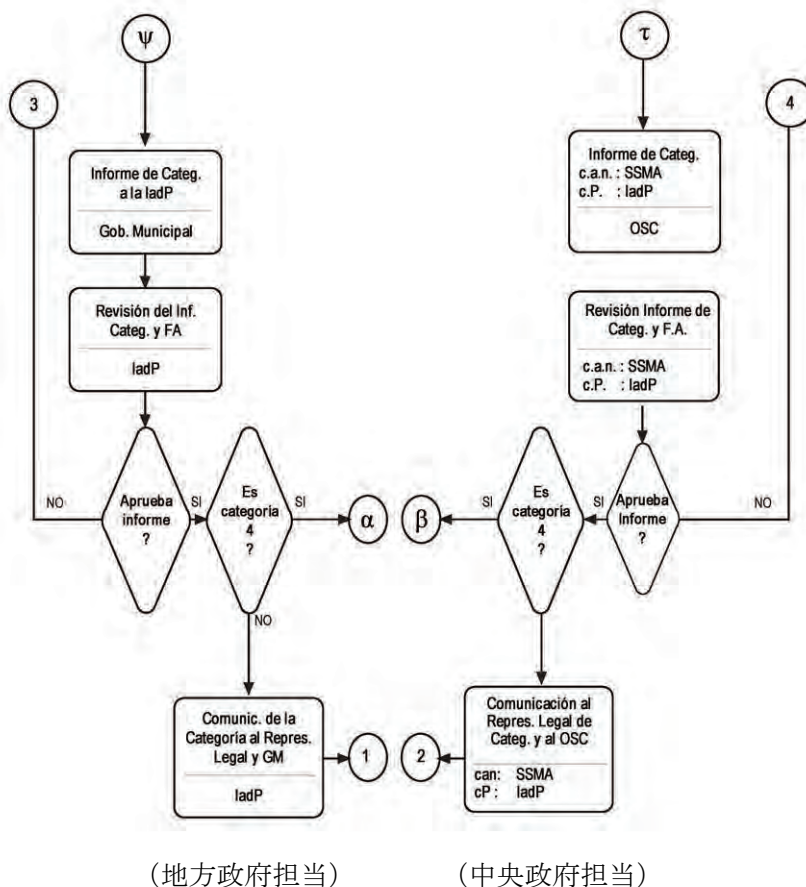 ψ
τ
3
4
Informe de Categ.
a la IadP
Gob. Municipal
Informe de Categ.
c.a.n. : SSMA
c.P. : IadP
OSC
Revisión del Inf.
Categ. y FA
IadP
Revisión Informe de
Categ. y F.A.
c.a.n. : SSMA
c.P. : IadP
NO
Aprueba
informe
?
SI
Es
categoría
4
?
SI
α
β
SI
Es
categoría
4
?
SI
Aprueba
Informe
?
NO
NO
Comunic. de la
Categoría al Repres.
Legal y GM
IadP
1
2
Comunicación al
Repres. Legal de
Categ. y al OSC
can: SSMA
cP : IadP
(地方政府担当) (中央政府担当)